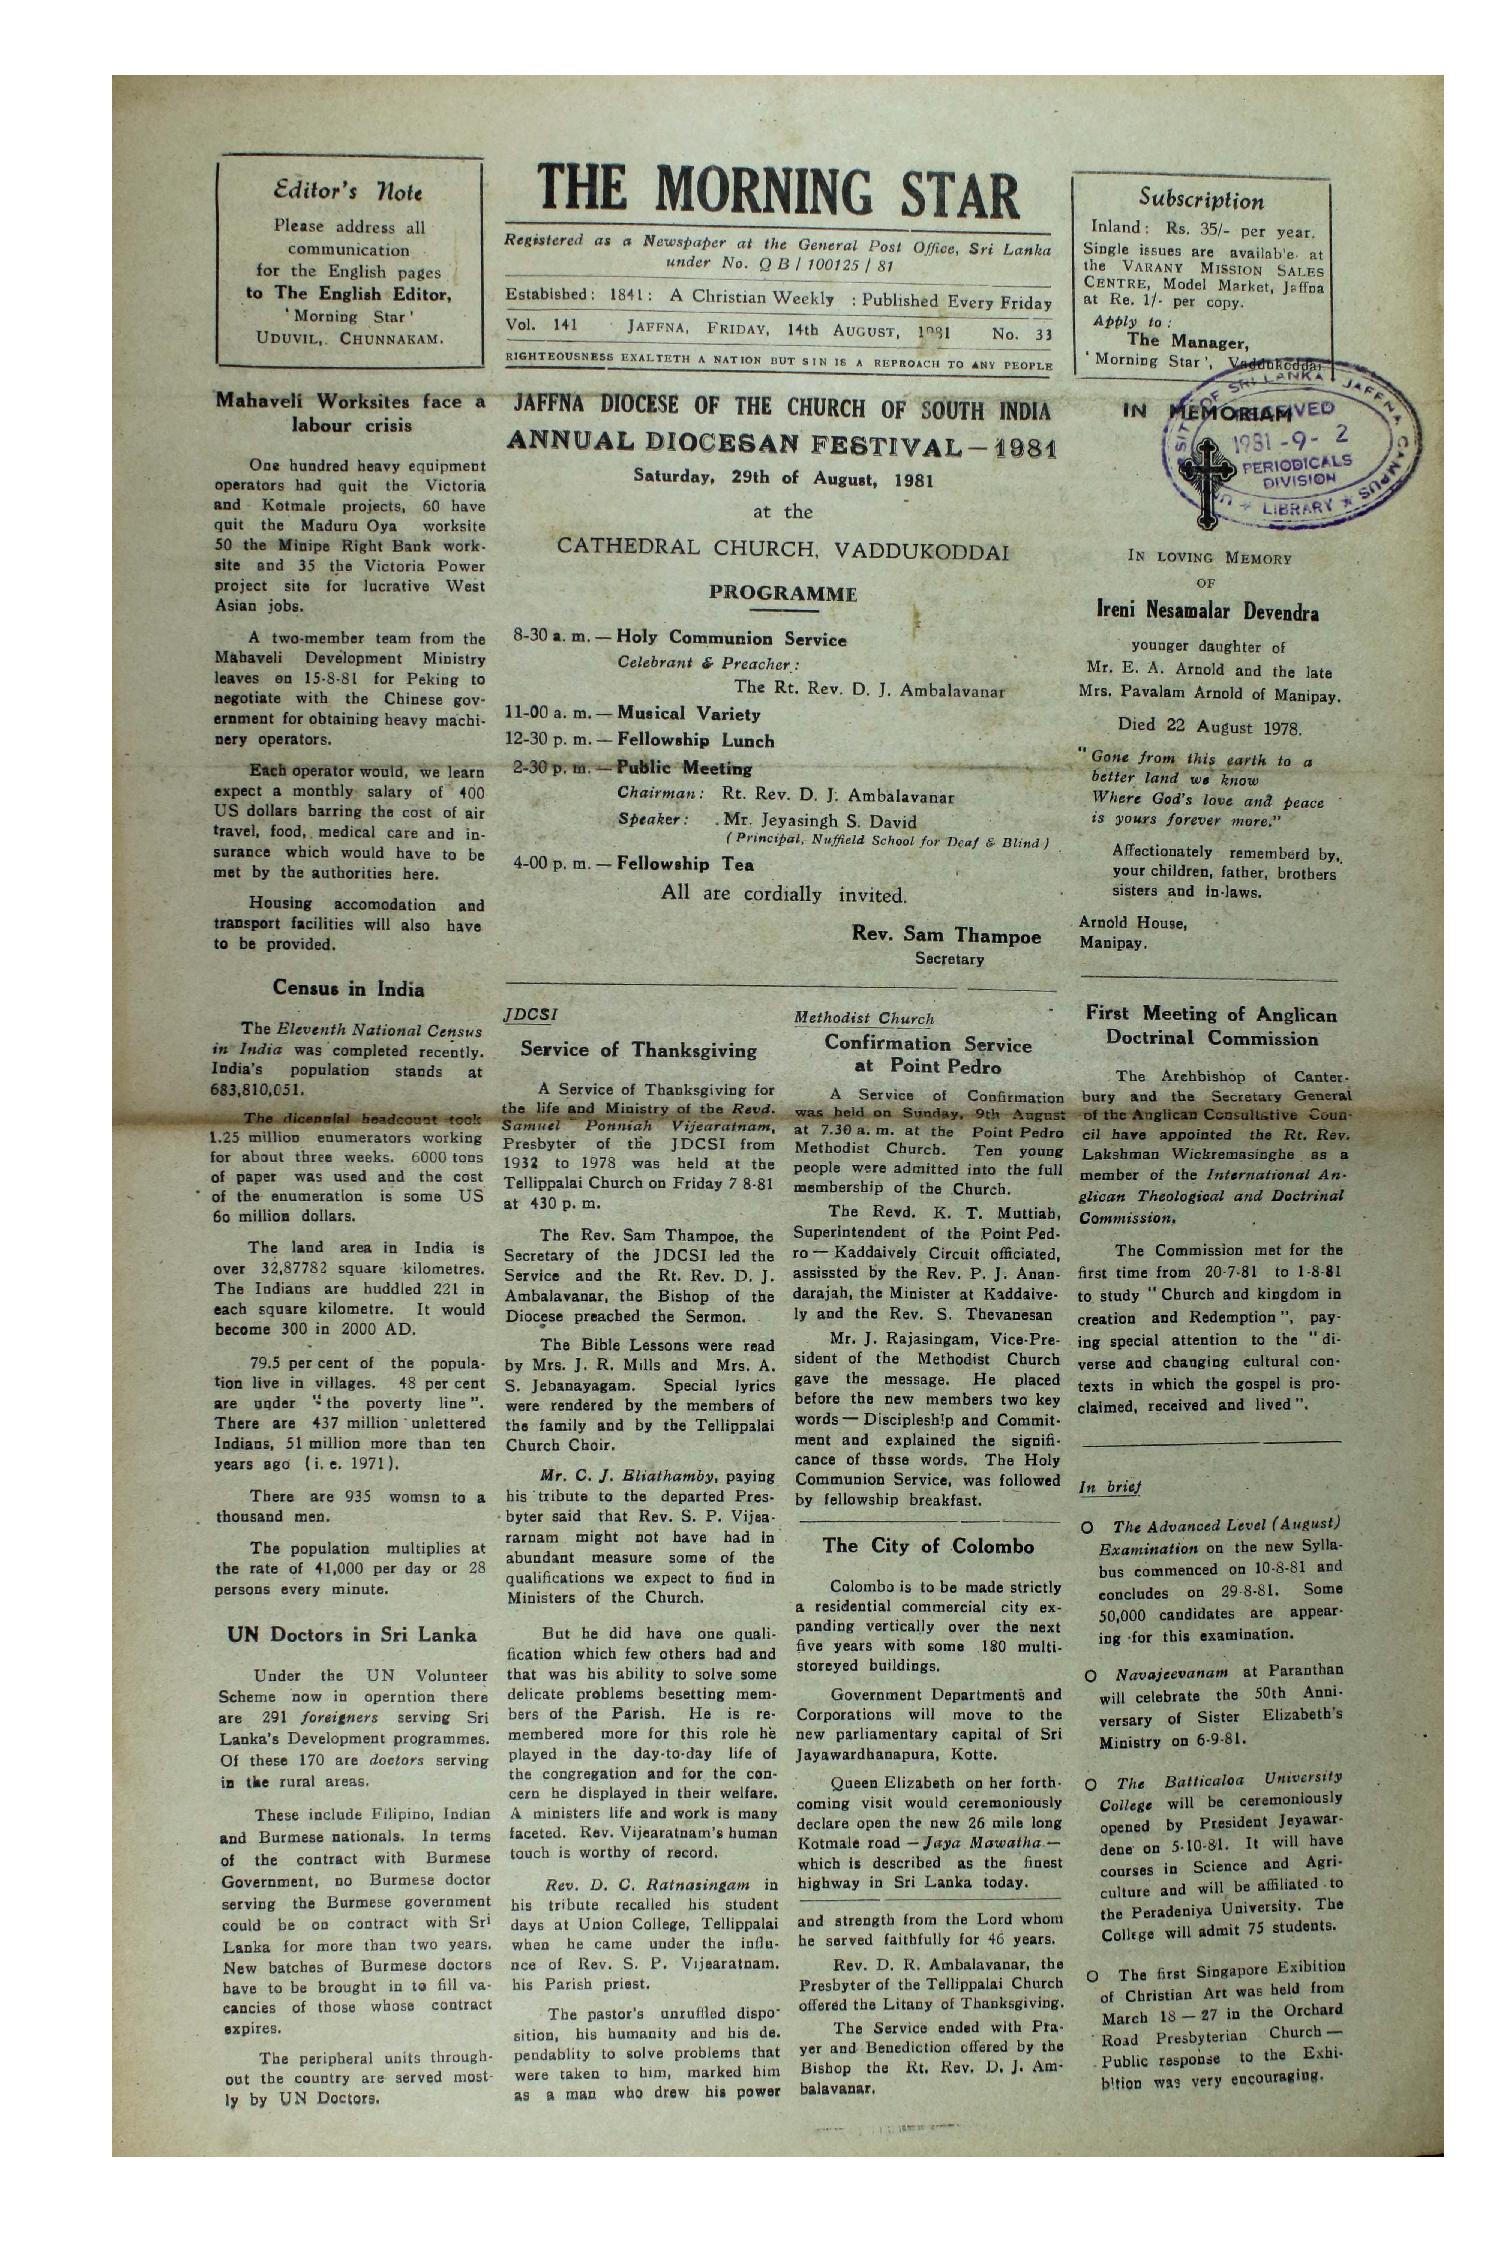 Editor's Note
Please address all
communication
for the English pages
to The English Editor,
'Morning Star'
UDUVIL, CHUNNAKAM.
THE MORNING STAR
Registered as a Newspaper at the General Post Office, Sri Lanka
under No. Q B / 100125 / 81
Estabished: 1841: A Christian Weekly : Published Every Friday
Vol. 141 JAFFNA, FRIDAY, 14th AUGUST, 1981 No. 33
RIGHTEOUSNESS EXALTETH A NATION BUT SIN IS A REPROACH TO ANY PEOPLE
Subscription
Inland: Rs. 35/- per year.
Single issues are availab'e at
the VARANY MISSION SALES
CENTRE, Model Market, Jaffna
at Re. 1/- per copy.
Apply to:
The Manager,
'Morning Star', Vaddukoddai
Mahaveli Worksites face a
labour crisis
One hundred heavy equipment
operators had quit the Victoria
and Kotmale projects, 60 have
quit the Maduru Oya worksite
50 the Minipe Right Bank work-
site and 35 the Victoria Power
project site for lucrative West
Asian jobs.
A two-member team from the
Mahaveli Development Ministry
leaves on 15-8-81 for Peking to
negotiate with the Chinese gov-
ernment for obtaining heavy machi-
nery operators.
Each operator would, we learn
expect a monthly salary of 400
US dollars barring the cost of air
travel, food, medical care and in-
surance which would have to be
met by the authorities here.
Housing accomodation and
transport facilities will also have
to be provided.
Census in India
The Eleventh National Census
in India was completed recently.
India's population stands at
683,810,051.
The dicennial headcount took
1.25 million enumerators working
for about three weeks. 6000 tons
of paper was used and the cost
of the enumeration is some US
60 million dollars.
The land area in India is
over 32,87782 square kilometres.
The Indians are huddled 221 in
each square kilometre. It would
become 300 in 2000 AD.
79.5 per cent of the popula-
tion live in villages. 48 per cent
are under "the poverty line".
There are 437 million unlettered
Indians, 51 million more than ten
years ago (i. e. 1971).
There are 935 womsn to a
thousand men.
The population multiplies at
the rate of 41,000 per day or 28
persons every minute.
UN Doctors in Sri Lanka
Under the UN Volunteer
Scheme now in operntion there
are 291 foreigners serving Sri
Lanka's Development programmes.
Of these 170 are doctors serving
in the rural areas.
These include Filipino, Indian
and Burmese nationals. In terms
of the contract with Burmese
Government, no Burmese doctor
serving the Burmese government
could be on contract with Sri
Lanka for more than two years.
New batches of Burmese doctors
have to be brought in to fill va-
cancies of those whose contract
expires.
The peripheral units through-
out the country are served most-
ly by UN Doctors.
JAFFNA DIOCESE OF THE CHURCH OF SOUTH INDIA
ANNUAL DIOCESAN FESTIVAL – 1981
Saturday, 29th of August, 1981
at the
CATHEDRAL CHURCH, VADDUKODDAI
PROGRAMME
8-30 a. m. — Holy Communion Service
Celebrant & Preacher:
The Rt. Rev. D. J. Ambalavanar
11-00 a. m. — Musical Variety
12-30 p. m. — Fellowship Lunch
2-30 p. m. — Public Meeting
Chairman: Rt. Rev. D. J. Ambalavanar
Speaker: Mr. Jeyasingh S. David
(Principal, Nuffield School for Deaf & Blind)
4-00 p. m. — Fellowship Tea
All are cordially invited.
Rev. Sam Thampoe
Secretary
JDCSI
Service of Thanksgiving
A Service of Thanksgiving for
the life and Ministry of the Revd.
Samuel Ponniah Vijearatnam,
Presbyter of the JDCSI from
1932 to 1978 was held at the
Tellippalai Church on Friday 7 8-81
at 430 p. m.
The Rev. Sam Thampoe, the
Secretary of the JDCSI led the
Service and the Rt. Rev. D. J.
Ambalavanar, the Bishop of the
Diocese preached the Sermon.
The Bible Lessons were read
by Mrs. J. R. Mills and Mrs. A.
S. Jebanayagam. Special lyrics
were rendered by the members of
the family and by the Tellippalai
Church Choir.
Mr. C. J. Eliathamby, paying
his tribute to the departed Pres-
byter said that Rev. S. P. Vijea-
rarnam might not have had in
abundant measure some of the
qualifications we expect to find in
Ministers of the Church.
But he did have one quali-
fication which few others had and
that was his ability to solve some
delicate problems besetting mem-
bers of the Parish. He is re-
membered more for this role he
played in the day-to-day life of
the congregation and for the con-
cern he displayed in their welfare.
A ministers life and work is many
faceted. Rev. Vijearatnam's human
touch is worthy of record.
Rev. D. C. Ratnasingam in
his tribute recalled his student
days at Union College, Tellippalai
when he came under the influ-
nce of Rev. S. P. Vijearatnam.
his Parish priest.
The pastor's unruffled dispo-
sition, his humanity and his de.
pendablity to solve problems that
were taken to him, marked him
as a man who drew his power
Methodist Church
Confirmation Service
at Point Pedro
A Service of Confirmation
was held on Sunday, 9th August
at 7.30 a. m. at the Point Pedro
Methodist Church. Ten young
people were admitted into the full
membership of the Church.
The Revd. K. T. Muttiah,
Superintendent of the Point Ped-
ro — Kaddaively Circuit officiated,
assissted by the Rev. P. J. Anan-
darajah, the Minister at Kaddaive-
ly and the Rev. S. Thevanesan
Mr. J. Rajasingam, Vice-Pre-
sident of the Methodist Church
gave the message. He placed
before the new members two key
words — Discipleship and Commit-
ment and explained the signifi-
cance of thsse words. The Holy
Communion Service, was followed
by fellowship breakfast.
The City of Colombo
Colombo is to be made strictly
a residential commercial city ex-
panding vertically over the next
five years with some 180 multi-
storeyed buildings.
Government Departments and
Corporations will move to the
new parliamentary capital of Sri
Jayawardhanapura, Kotte.
Queen Elizabeth on her forth-
coming visit would ceremoniously
declare open the new 26 mile long
Kotmale road — Jaya Mawatha —
which is described as the finest
highway in Sri Lanka today.
and strength from the Lord whom
he served faithfully for 46 years.
Rev. D. R. Ambalavanar, the
Presbyter of the Tellippalai Church
offered the Litany of Thanksgiving.
The Service ended with Pra-
yer and Benediction offered by the
Bishop the Rt. Rev. D. J. Am-
balavanar.
IN MEMORIAM
SRI LANKA JAFFNA CAMPUS
RECEIVED
1981-9-2
PERIODICALS
DIVISION
LIBRARY
IN LOVING MEMORY
OF
Ireni Nesamalar Devendra
younger daughter of
Mr. E. A. Arnold and the late
Mrs. Pavalam Arnold of Manipay.
Died 22 August 1978.
"Gone from this earth to a
better land we know
Where God's love and peace
is yours forever more."
Affectionately rememberd by,
your children, father, brothers
sisters and in-laws.
Arnold House,
Manipay.
First Meeting of Anglican
Doctrinal Commission
The Archbishop of Canter-
bury and the Secretary General
of the Anglican Consultative Coun-
cil have appointed the Rt. Rev.
Lakshman Wickremasinghe as a
member of the International An-
glican Theological and Doctrinal
Commission.
The Commission met for the
first time from 20-7-81 to 1-8-81
to study "Church and kingdom in
creation and Redemption", pay-
ing special attention to the "di-
verse and changing cultural con-
texts in which the gospel is pro-
claimed, received and lived".
In brief
O The Advanced Level (August)
Examination on the new Sylla-
bus commenced on 10-8-81 and
concludes on 29-8-81. Some
50,000 candidates are appear-
ing for this examination.
O Navajeevanam at Paranthan
will celebrate the 50th Anni-
versary of Sister Elizabeth's
Ministry on 6-9-81.
O The Batticaloa University
College will be ceremoniously
opened by President Jeyawar-
dene on 5-10-81. It will have
courses in Science and Agri-
culture and will be affiliated to
the Peradeniya University. The
College will admit 75 students.
O The first Singapore Exibition
of Christian Art was held from
March 18 — 27 in the Orchard
Road Presbyterian Church —
Public response to the Exhi-
bition was very encouraging.